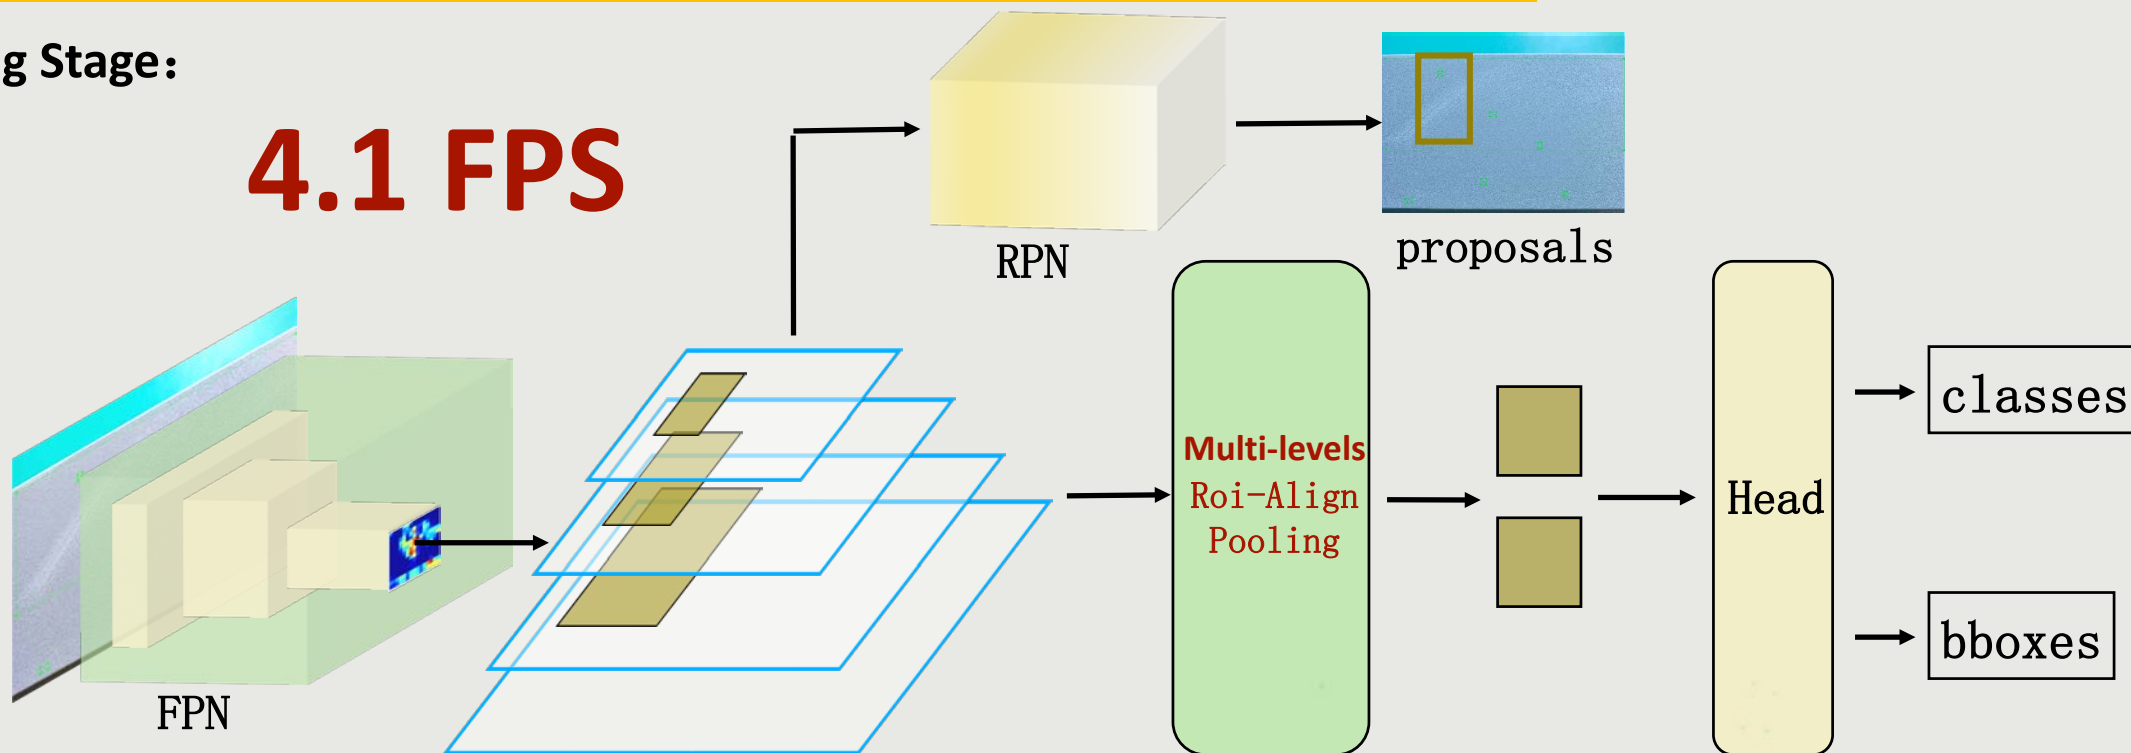 g Stage：
4.1 FPS
RPN
proposals
Multi-levels
Roi-Align
Pooling
Head
classes
bboxes
FPN